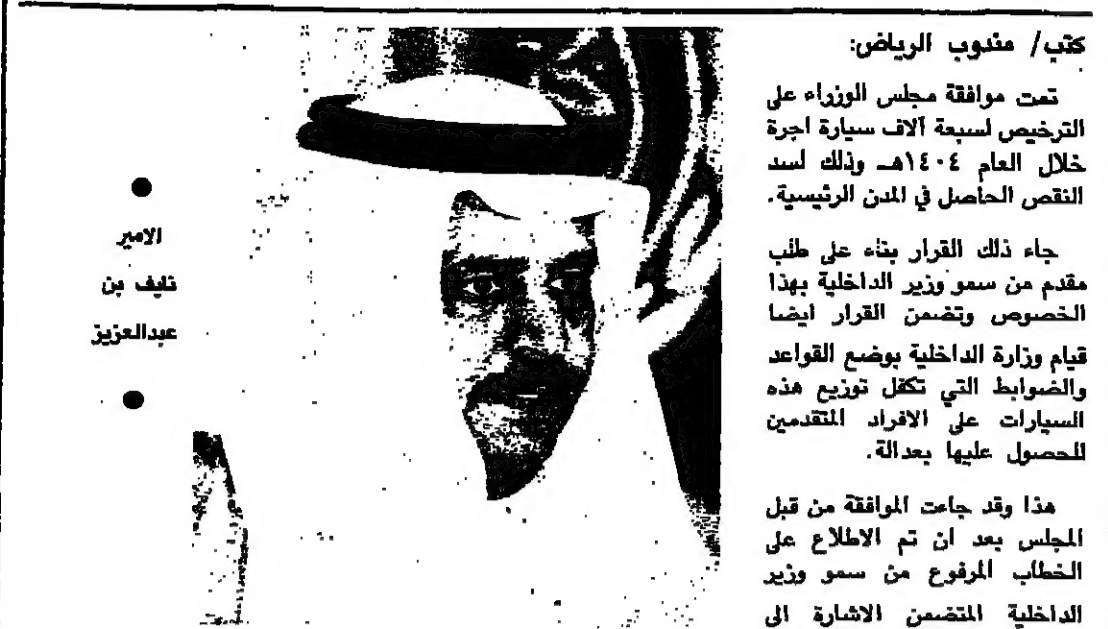 كتب/ مندوب الرياض:
تمت موافقة مجلس الوزراء على
الترخيص لسبعة آلاف سيارة اجرة
خلال العام ١٤٠٤هـ وذلك لسد
النقص الحاصل في المدن الرئيسية.
جاء ذلك القرار بناء على طلب
مقدم من سمو وزير الداخلية بهذا
الخصوص وتضمن القرار ايضا
قيام وزارة الداخلية بوضع القواعد
والضوابط التي تكفل توزيع هذه
السيارات على الافراد المتقدمين
للحصول عليها بعدالة.
هذا وقد جاءت الموافقة من قبل
المجلس بعد ان تم الاطلاع على
الخطاب المرفوع من سمو وزير
الداخلية المتضمن الاشارة الى
الامير
نايف بن
عبدالعزيز